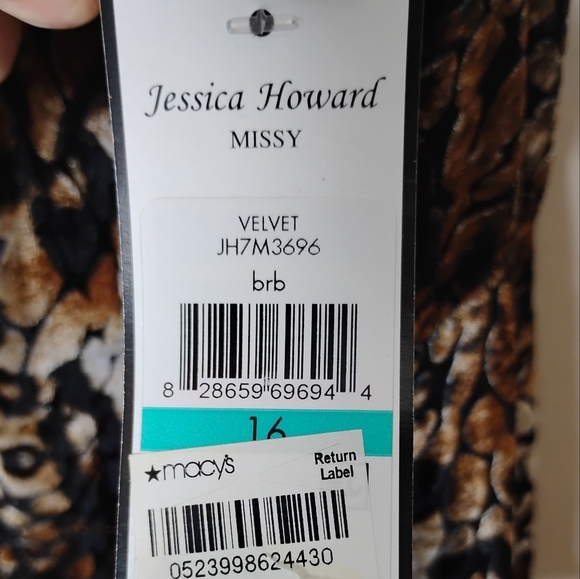 Jessica Howard
MISSY
VELVET
JH7M3696
brb
8 28659 69694 4
16
★macy's
Return
Label
0523998624430